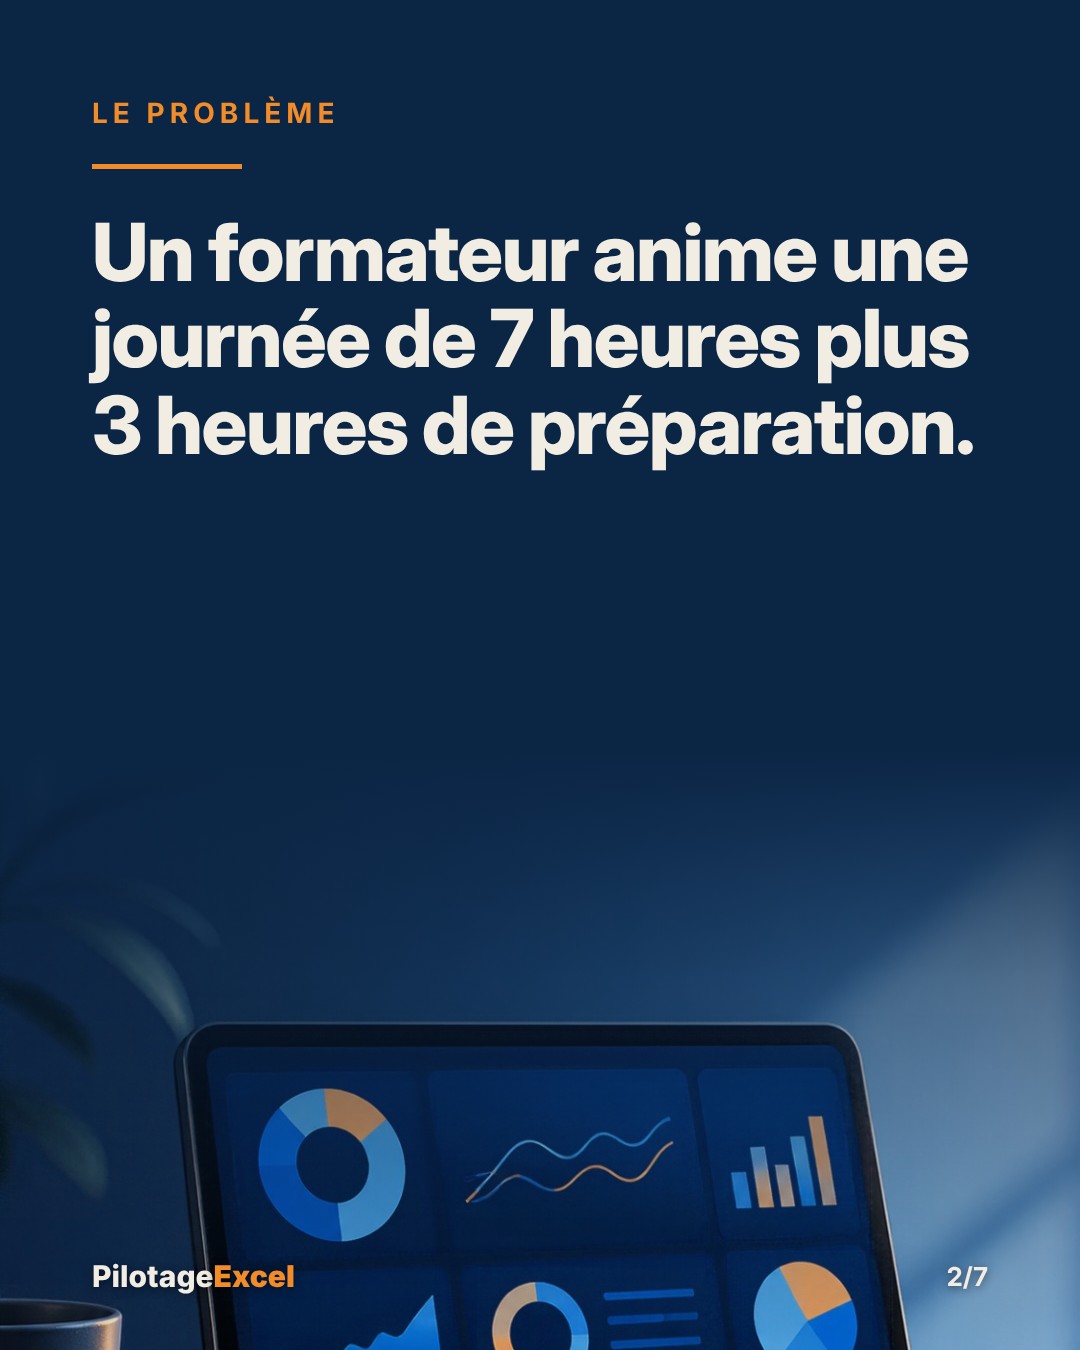 LE PROBLÈME
Un formateur anime une
journée de 7 heures plus
3 heures de préparation.
PilotageExcel
2/7